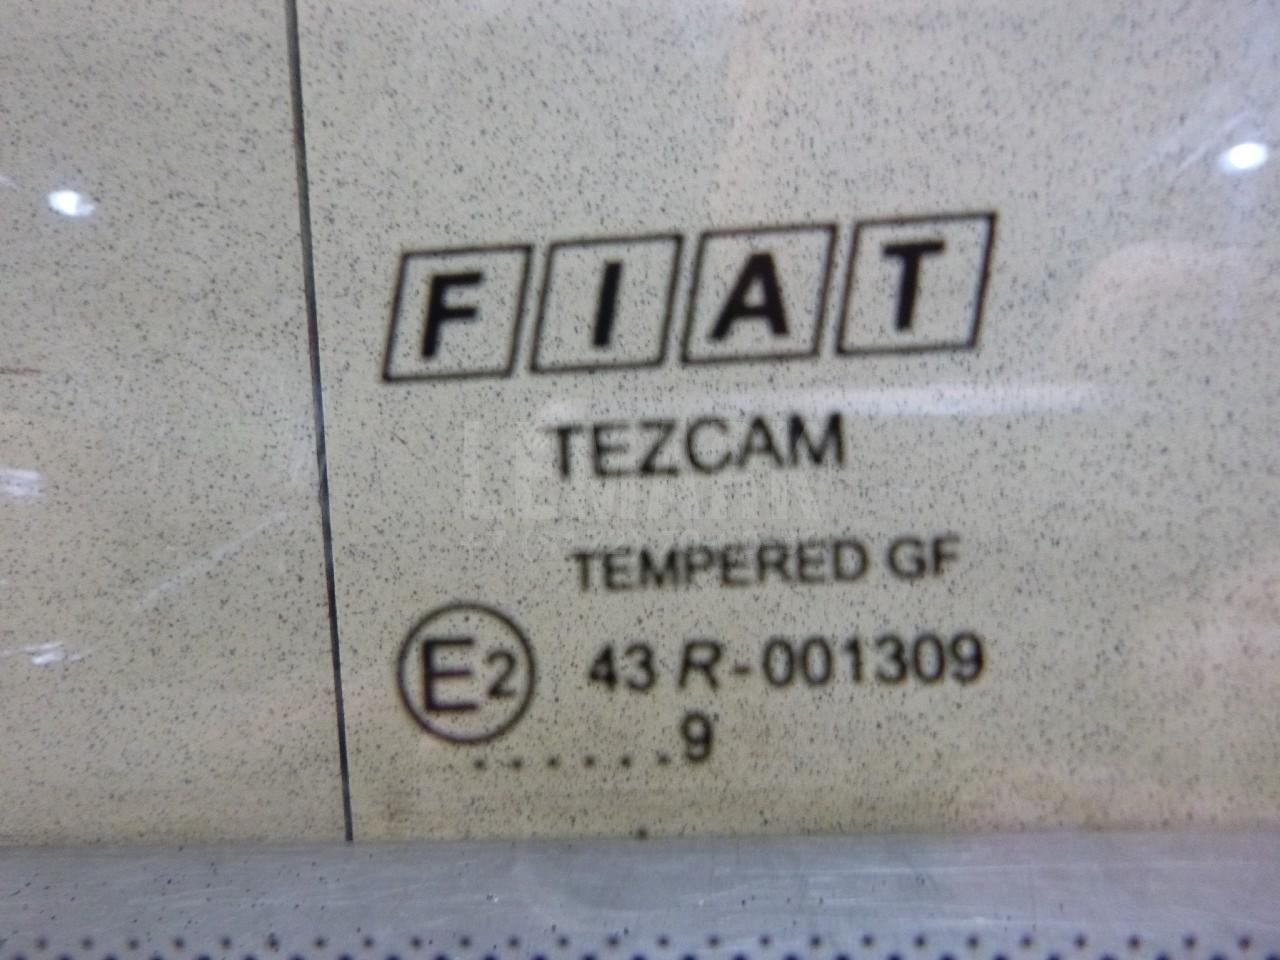 FIAT
TEZCAM
TEMPERED GF
E2 43 R-001309
......9